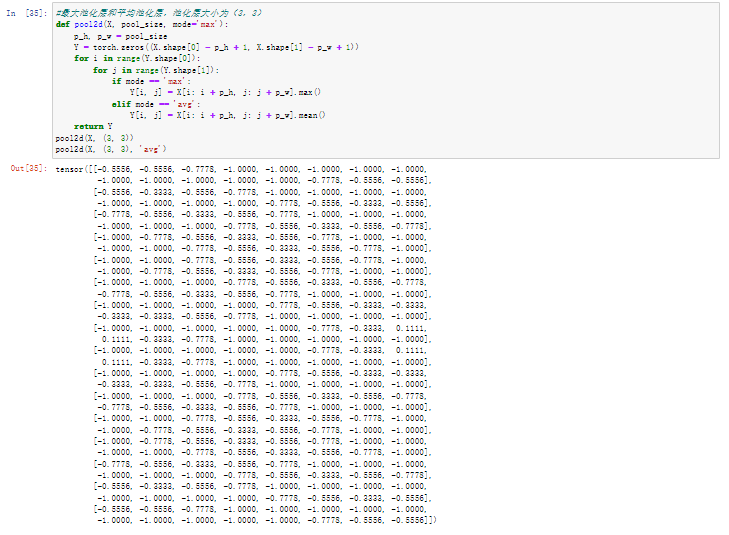 In [35]: #最大池化层和平均池化层，池化层大小为（3，3）
def pool2d(X, pool_size, mode='max'):
p_h, p_w = pool_size
Y = torch.zeros((X.shape[0] - p_h + 1, X.shape[1] - p_w + 1))
for i in range(Y.shape[0]):
for j in range(Y.shape[1]):
if mode == 'max':
Y[i, j] = X[i: i + p_h, j: j + p_w].max()
elif mode == 'avg':
Y[i, j] = X[i: i + p_h, j: j + p_w].mean()
return Y
pool2d(X, (3, 3))
pool2d(X, (3, 3), 'avg')
Out[35]: tensor([[-0.5556, -0.5556, -0.7778, -1.0000, -1.0000, -1.0000, -1.0000, -1.0000,
-1.0000, -1.0000, -1.0000, -1.0000, -1.0000, -0.7778, -0.5556, -0.5556],
[-0.5556, -0.3333, -0.5556, -0.7778, -1.0000, -1.0000, -1.0000, -1.0000,
-1.0000, -1.0000, -1.0000, -1.0000, -0.7778, -0.5556, -0.3333, -0.5556],
[-0.7778, -0.5556, -0.3333, -0.5556, -0.7778, -1.0000, -1.0000, -1.0000,
-1.0000, -1.0000, -1.0000, -0.7778, -0.5556, -0.3333, -0.5556, -0.7778],
[-1.0000, -0.7778, -0.5556, -0.3333, -0.5556, -0.7778, -1.0000, -1.0000,
-1.0000, -1.0000, -0.7778, -0.5556, -0.3333, -0.5556, -0.7778, -1.0000],
[-1.0000, -1.0000, -0.7778, -0.5556, -0.3333, -0.5556, -0.7778, -1.0000,
-1.0000, -0.7778, -0.5556, -0.3333, -0.5556, -0.7778, -1.0000, -1.0000],
[-1.0000, -1.0000, -1.0000, -0.7778, -0.5556, -0.3333, -0.5556, -0.7778,
-0.7778, -0.5556, -0.3333, -0.5556, -0.7778, -1.0000, -1.0000, -1.0000],
[-1.0000, -1.0000, -1.0000, -1.0000, -0.7778, -0.5556, -0.3333, -0.3333,
-0.3333, -0.3333, -0.5556, -0.7778, -1.0000, -1.0000, -1.0000, -1.0000],
[-1.0000, -1.0000, -1.0000, -1.0000, -1.0000, -0.7778, -0.3333, 0.1111,
0.1111, -0.3333, -0.7778, -1.0000, -1.0000, -1.0000, -1.0000, -1.0000],
[-1.0000, -1.0000, -1.0000, -1.0000, -1.0000, -0.7778, -0.3333, 0.1111,
0.1111, -0.3333, -0.7778, -1.0000, -1.0000, -1.0000, -1.0000, -1.0000],
[-1.0000, -1.0000, -1.0000, -1.0000, -0.7778, -0.5556, -0.3333, -0.3333,
-0.3333, -0.3333, -0.5556, -0.7778, -1.0000, -1.0000, -1.0000, -1.0000],
[-1.0000, -1.0000, -1.0000, -0.7778, -0.5556, -0.3333, -0.5556, -0.7778,
-0.7778, -0.5556, -0.3333, -0.5556, -0.7778, -1.0000, -1.0000, -1.0000],
[-1.0000, -1.0000, -0.7778, -0.5556, -0.3333, -0.5556, -0.7778, -1.0000,
-1.0000, -0.7778, -0.5556, -0.3333, -0.5556, -0.7778, -1.0000, -1.0000],
[-1.0000, -0.7778, -0.5556, -0.3333, -0.5556, -0.7778, -1.0000, -1.0000,
-1.0000, -1.0000, -0.7778, -0.5556, -0.3333, -0.5556, -0.7778, -1.0000],
[-0.7778, -0.5556, -0.3333, -0.5556, -0.7778, -1.0000, -1.0000, -1.0000,
-1.0000, -1.0000, -1.0000, -0.7778, -0.5556, -0.3333, -0.5556, -0.7778],
[-0.5556, -0.3333, -0.5556, -0.7778, -1.0000, -1.0000, -1.0000, -1.0000,
-1.0000, -1.0000, -1.0000, -1.0000, -0.7778, -0.5556, -0.3333, -0.5556],
[-0.5556, -0.5556, -0.7778, -1.0000, -1.0000, -1.0000, -1.0000, -1.0000,
-1.0000, -1.0000, -1.0000, -1.0000, -1.0000, -0.7778, -0.5556, -0.5556]])